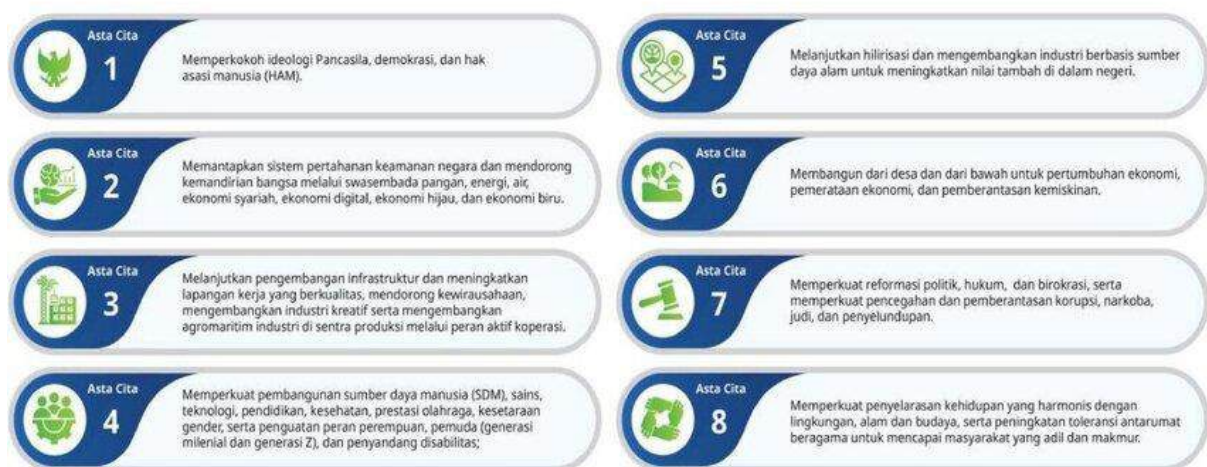 Asta Cita
1
Memperkokoh ideologi Pancasila, demokrasi, dan hak
asasi manusia (HAM).
Asta Cita
2
Memantapkan sistem pertahanan keamanan negara dan mendorong
kemandirian bangsa melalui swasembada pangan, energi, air,
ekonomi syariah, ekonomi digital, ekonomi hijau, dan ekonomi biru.
Asta Cita
3
Melanjutkan pengembangan infrastruktur dan meningkatkan
lapangan kerja yang berkualitas, mendorong kewirausahaan,
mengembangkan industri kreatif serta mengembangkan
agromaritim industri di sentra produksi melalui peran aktif koperasi.
Asta Cita
4
Memperkuat pembangunan sumber daya manusia (SDM), sains,
teknologi, pendidikan, kesehatan, prestasi olahraga, kesetaraan
gender, serta penguatan peran perempuan, pemuda (generasi
milenial dan generasi Z), dan penyandang disabilitas;
Asta Cita
5
Melanjutkan hilirisasi dan mengembangkan industri berbasis sumber
daya alam untuk meningkatkan nilai tambah di dalam negeri.
Asta Cita
6
Membangun dari desa dan dari bawah untuk pertumbuhan ekonomi,
pemerataan ekonomi, dan pemberantasan kemiskinan.
Asta Cita
7
Memperkuat reformasi politik, hukum, dan birokrasi, serta
memperkuat pencegahan dan pemberantasan korupsi, narkoba,
judi, dan penyelundupan.
Asta Cita
8
Memperkuat penyelarasan kehidupan yang harmonis dengan
lingkungan, alam dan budaya, serta peningkatan toleransi antarumat
beragama untuk mencapai masyarakat yang adil dan makmur.